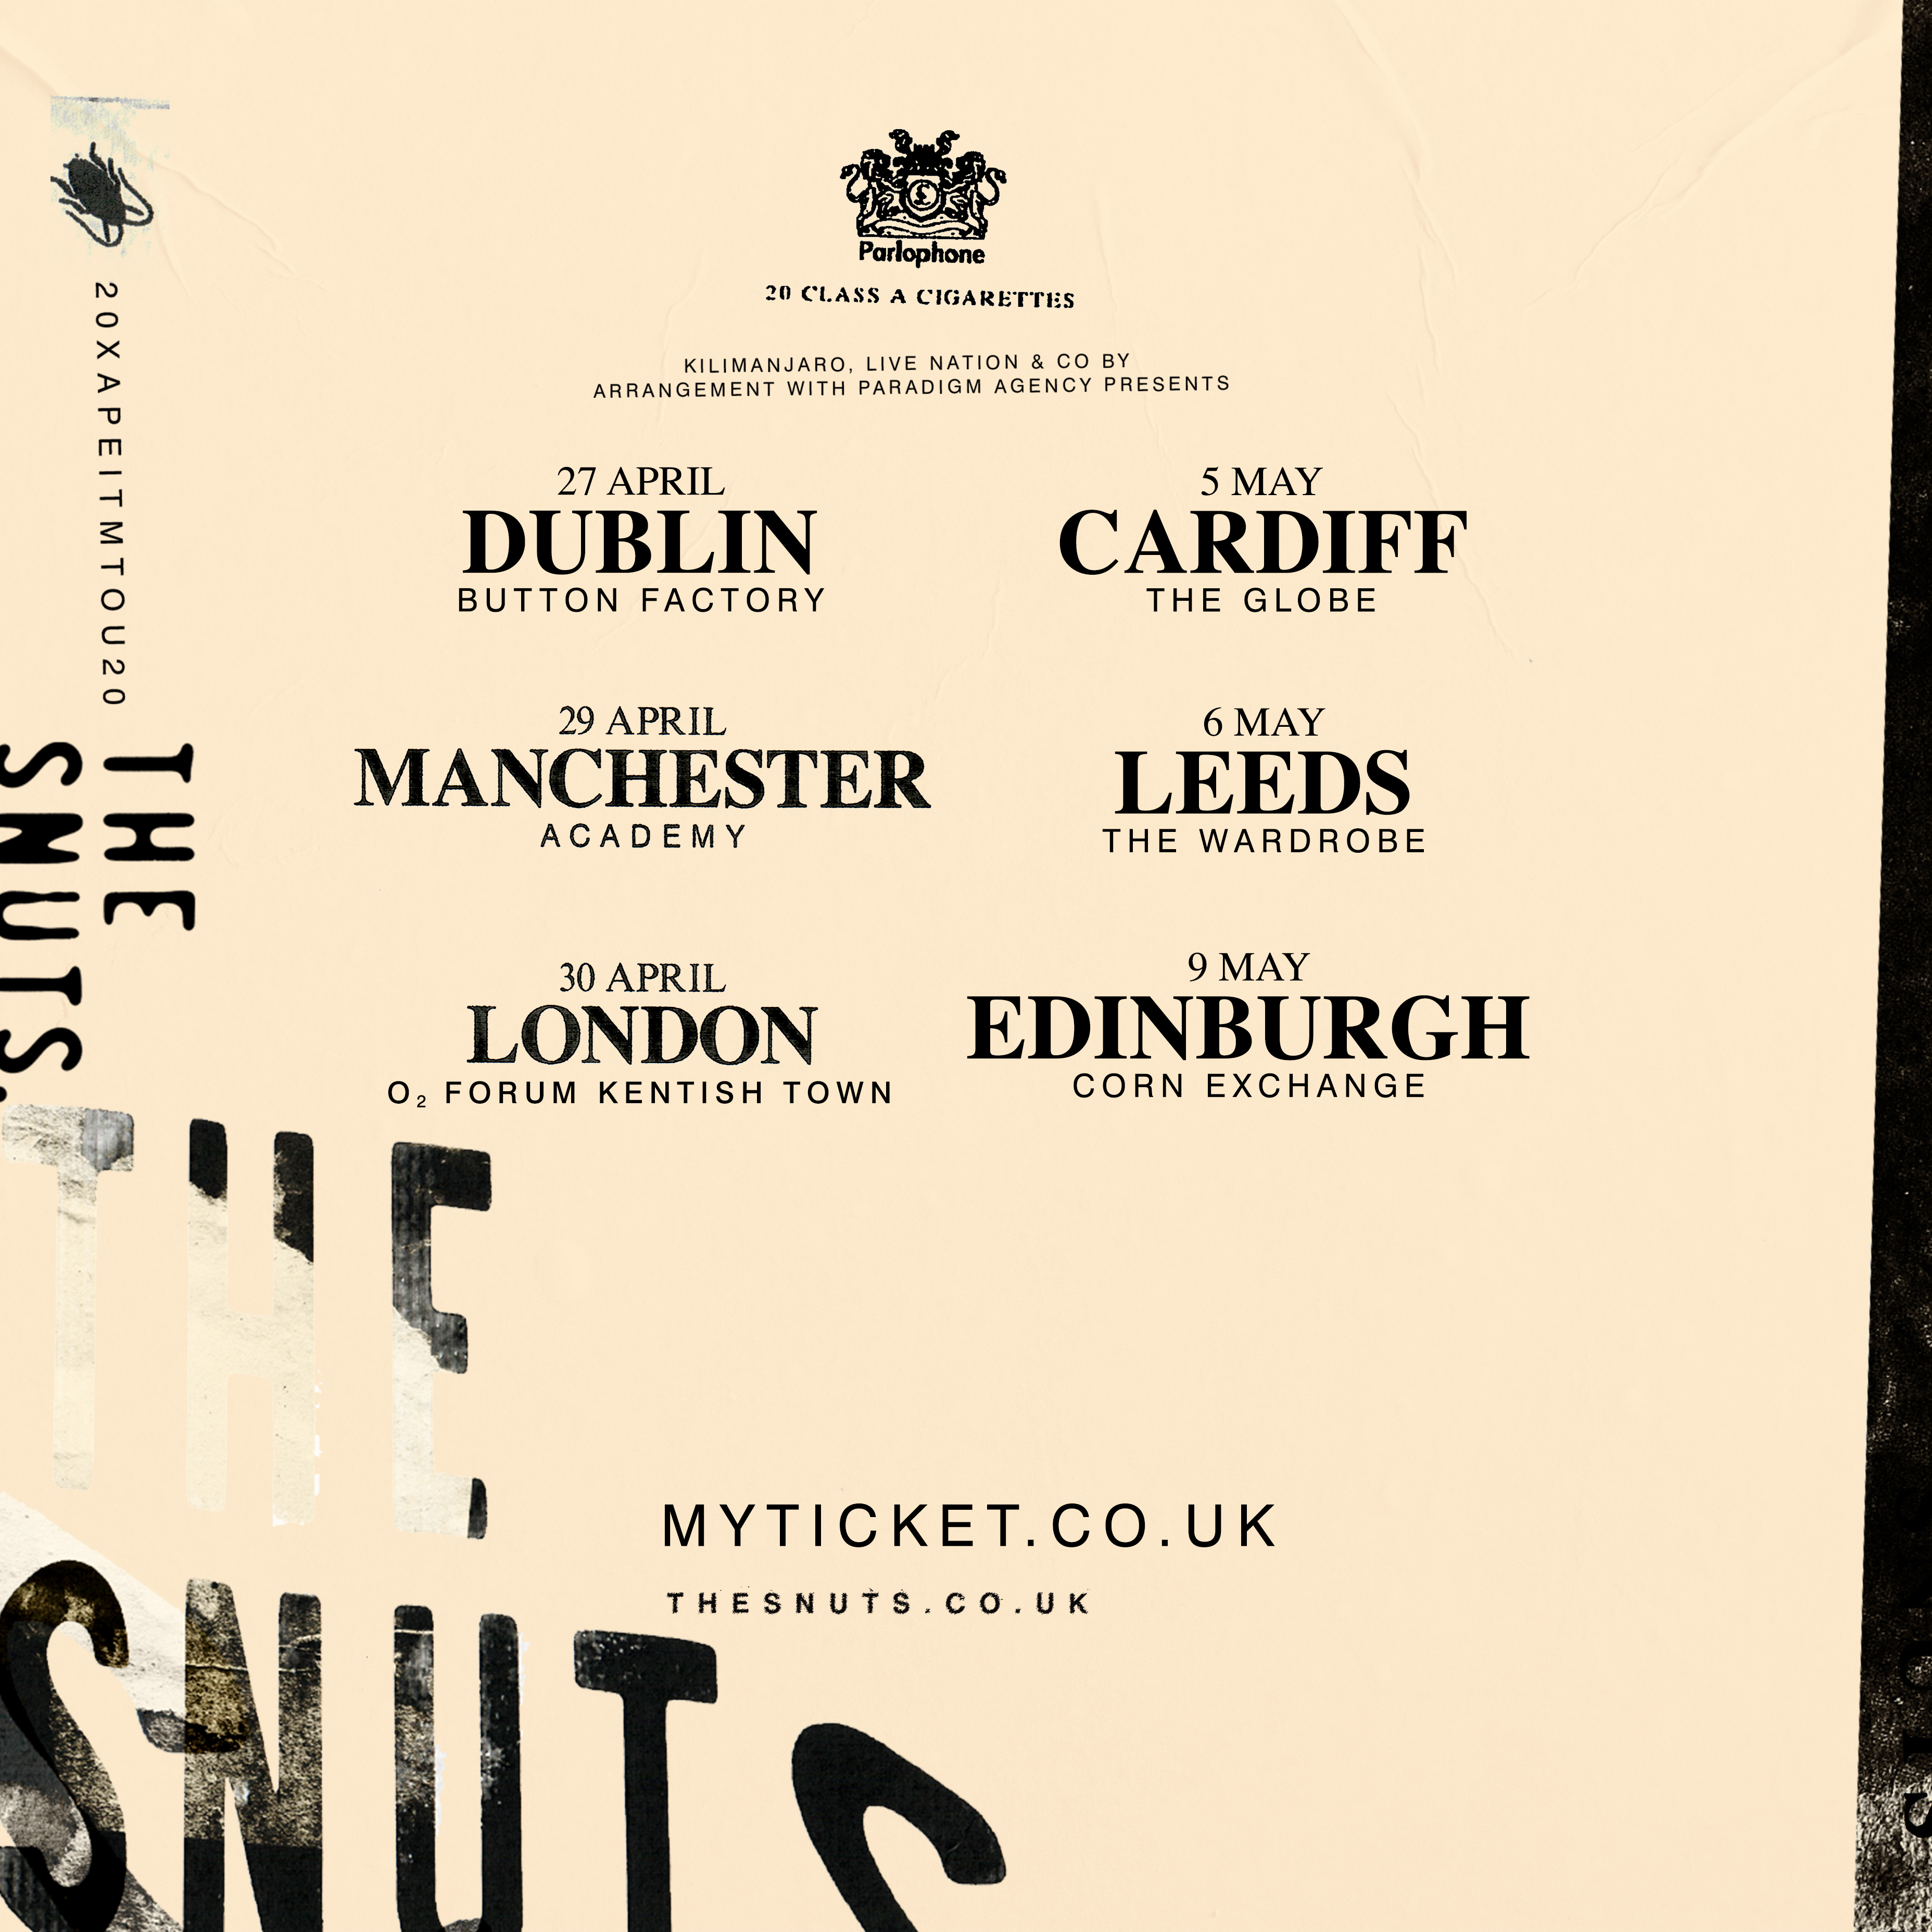 Parlophone
20 CLASS A CIGARETTES
KILIMANJARO, LIVE NATION & CO BY
ARRANGEMENT WITH PARADIGM AGENCY PRESENTS
20XAPEITMTOU20
THE
SNUTS.
27 APRIL
DUBLIN
BUTTON FACTORY
29 APRIL
MANCHESTER
ACADEMY
30 APRIL
LONDON
O₂ FORUM KENTISH TOWN
5 MAY
CARDIFF
THE GLOBE
6 MAY
LEEDS
THE WARDROBE
9 MAY
EDINBURGH
CORN EXCHANGE
THE
SNUTS
MYTICKET.CO.UK
THESNUTS.CO.UK